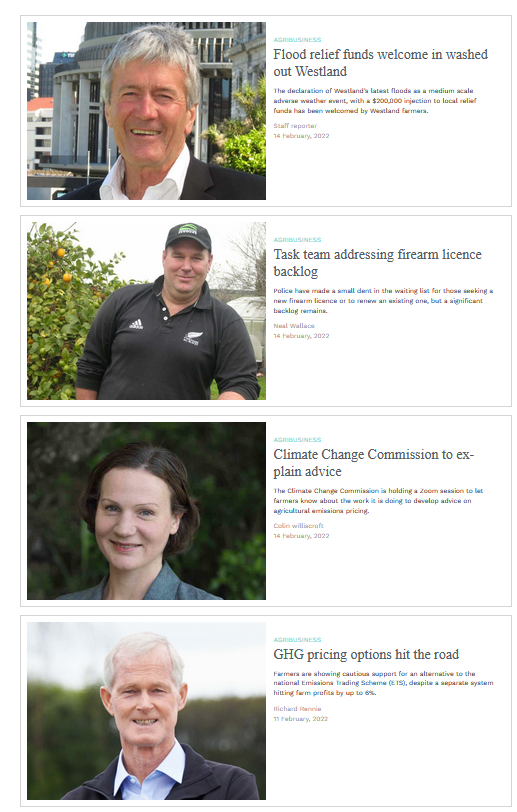 AGRIBUSINESS
Flood relief funds welcome in washed
out Westland
The declaration of Westland's latest floods as a medium scale
adverse weather event, with a $200,000 injection to local relief
funds has been welcomed by Westland farmers.
Staff reporter
14 February, 2022
AGRIBUSINESS
Task team addressing firearm licence
backlog
Police have made a small dent in the waiting list for those seeking a
new firearm licence or to renew an existing one, but a significant
backlog remains.
Neal Wallace
14 February, 2022
adidas
AGRIBUSINESS
Climate Change Commission to ex-
plain advice
The Climate Change Commission is holding a Zoom session to let
farmers know about the work it is doing to develop advice on
agricultural emissions pricing.
Colin williscroft
14 February, 2022
AGRIBUSINESS
GHG pricing options hit the road
Farmers are showing cautious support for an alternative to the
national Emissions Trading Scheme (ETS), despite a separate system
hitting farm profits by up to 6%.
Richard Rennie
11 February, 2022